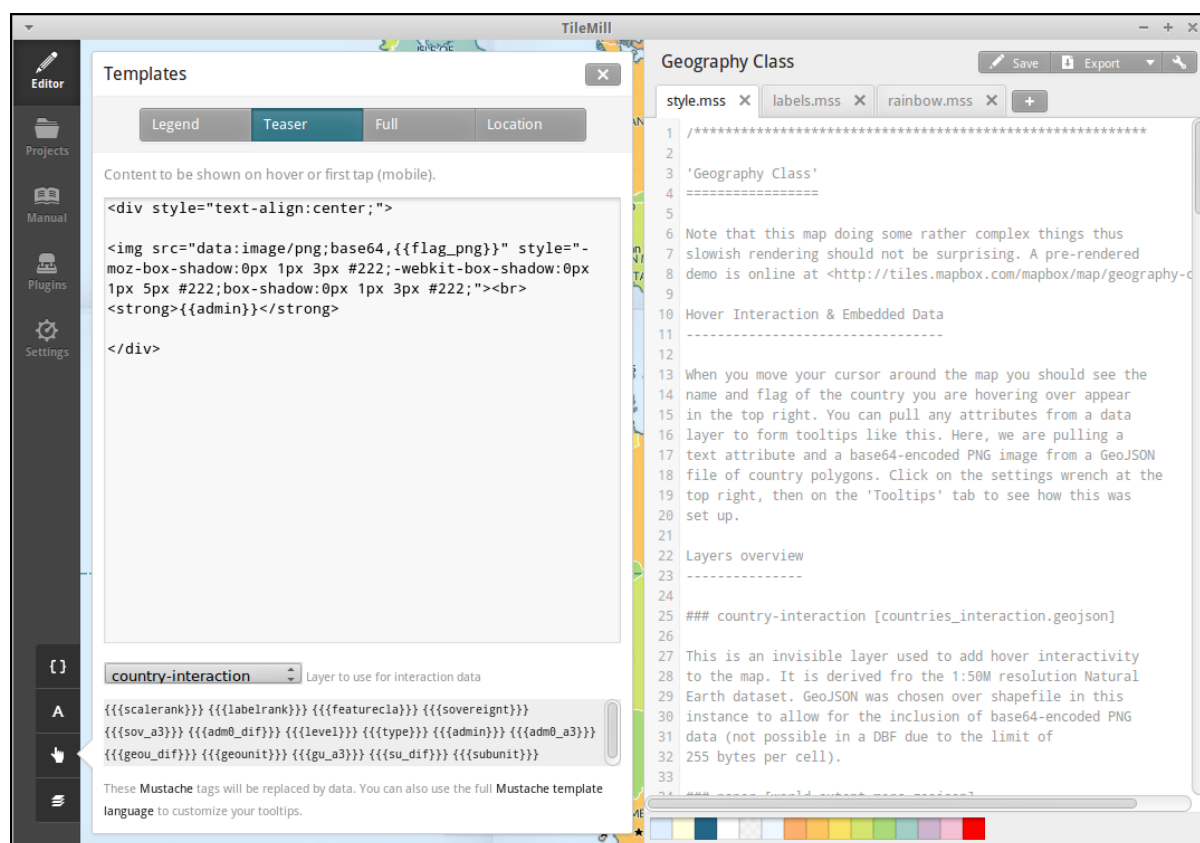 TileMill
Editor
Projects
Manual
Plugins
Settings
{}
A
Templates
Legend
Teaser
Full
Location
Content to be shown on hover or first tap (mobile).
<div style="text-align:center;">
<img src="data:image/png;base64,{{flag_png}}" style="-
moz-box-shadow:0px 1px 3px #222;-webkit-box-shadow:0px
1px 5px #222;box-shadow:0px 1px 3px #222;"><br>
<strong>{{admin}}</strong>
</div>
country-interaction
Layer to use for interaction data
{{{scalerank}}} {{{labelrank}}} {{{featurecla}}} {{{sovereignt}}}
{{{sov_a3}}} {{{adm0_dif}}} {{{level}}} {{{type}}} {{{admin}}} {{{adm0_a3}}}
{{{geou_dif}}} {{{geounit}}} {{{gu_a3}}} {{{su_dif}}} {{{subunit}}}
These Mustache tags will be replaced by data. You can also use the full Mustache template
language to customize your tooltips.
Geography Class
Save
Export
style.mss
labels.mss
rainbow.mss
+
1 /**********************************************************
2
3 'Geography Class'
4 =================
5
6 Note that this map doing some rather complex things thus
7 slowish rendering should not be surprising. A pre-rendered
8 demo is online at <http://tiles.mapbox.com/mapbox/map/geography-c
9
10 Hover Interaction & Embedded Data
11 ---------------------------------
12
13 When you move your cursor around the map you should see the
14 name and flag of the country you are hovering over appear
15 in the top right. You can pull any attributes from a data
16 layer to form tooltips like this. Here, we are pulling a
17 text attribute and a base64-encoded PNG image from a GeoJSON
18 file of country polygons. Click on the settings wrench at the
19 top right, then on the 'Tooltips' tab to see how this was
20 set up.
21
22 Layers overview
23 ---------------
24
25 ### country-interaction [countries_interaction.geojson]
26
27 This is an invisible layer used to add hover interactivity
28 to the map. It is derived fro the 1:50M resolution Natural
29 Earth dataset. GeoJSON was chosen over shapefile in this
30 instance to allow for the inclusion of base64-encoded PNG
31 data (not possible in a DBF due to the limit of
32 255 bytes per cell).
33